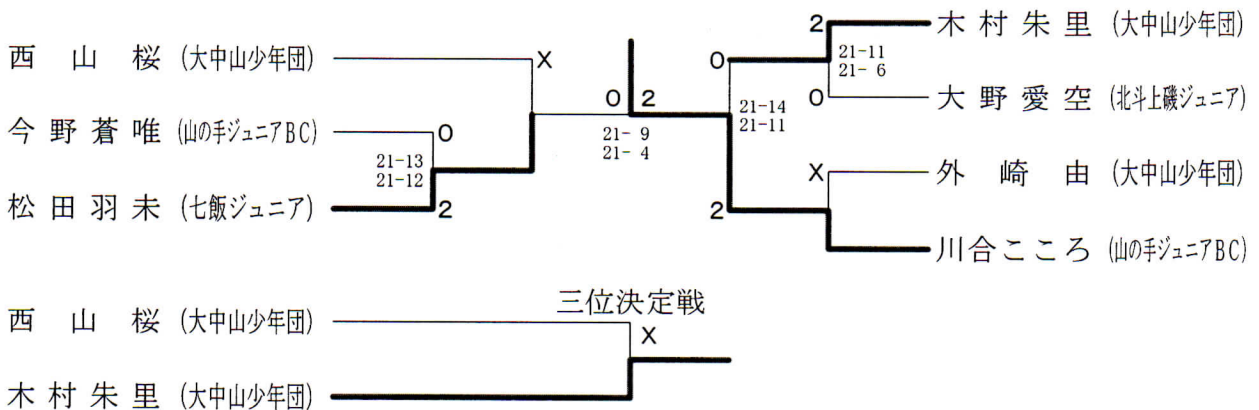 西山桜 (大中山少年団)
X
今野蒼唯 (山の手ジュニアBC)
0
21-13
21-12
松田羽未 (七飯ジュニア)
2
0 2
21- 9
21- 4
2
木村朱里 (大中山少年団)
0
21-11
21- 6
0
大野愛空 (北斗上磯ジュニア)
21-14
21-11
X
外崎由 (大中山少年団)
2
川合こころ (山の手ジュニアBC)
三位決定戦
西山桜 (大中山少年団)
X
木村朱里 (大中山少年団)